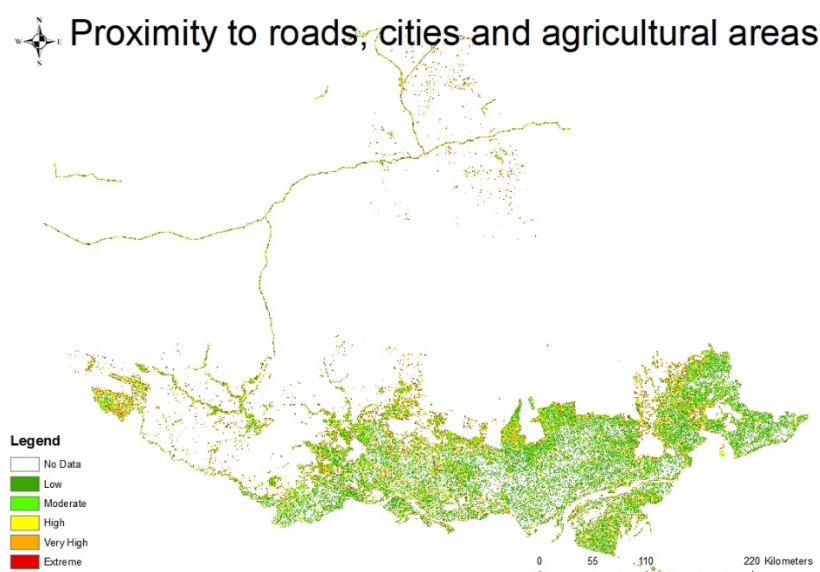 N
W E
S
Proximity to roads, cities and agricultural areas
Legend
No Data
Low
Moderate
High
Very High
Extreme
0 55 110 220 Kilometers